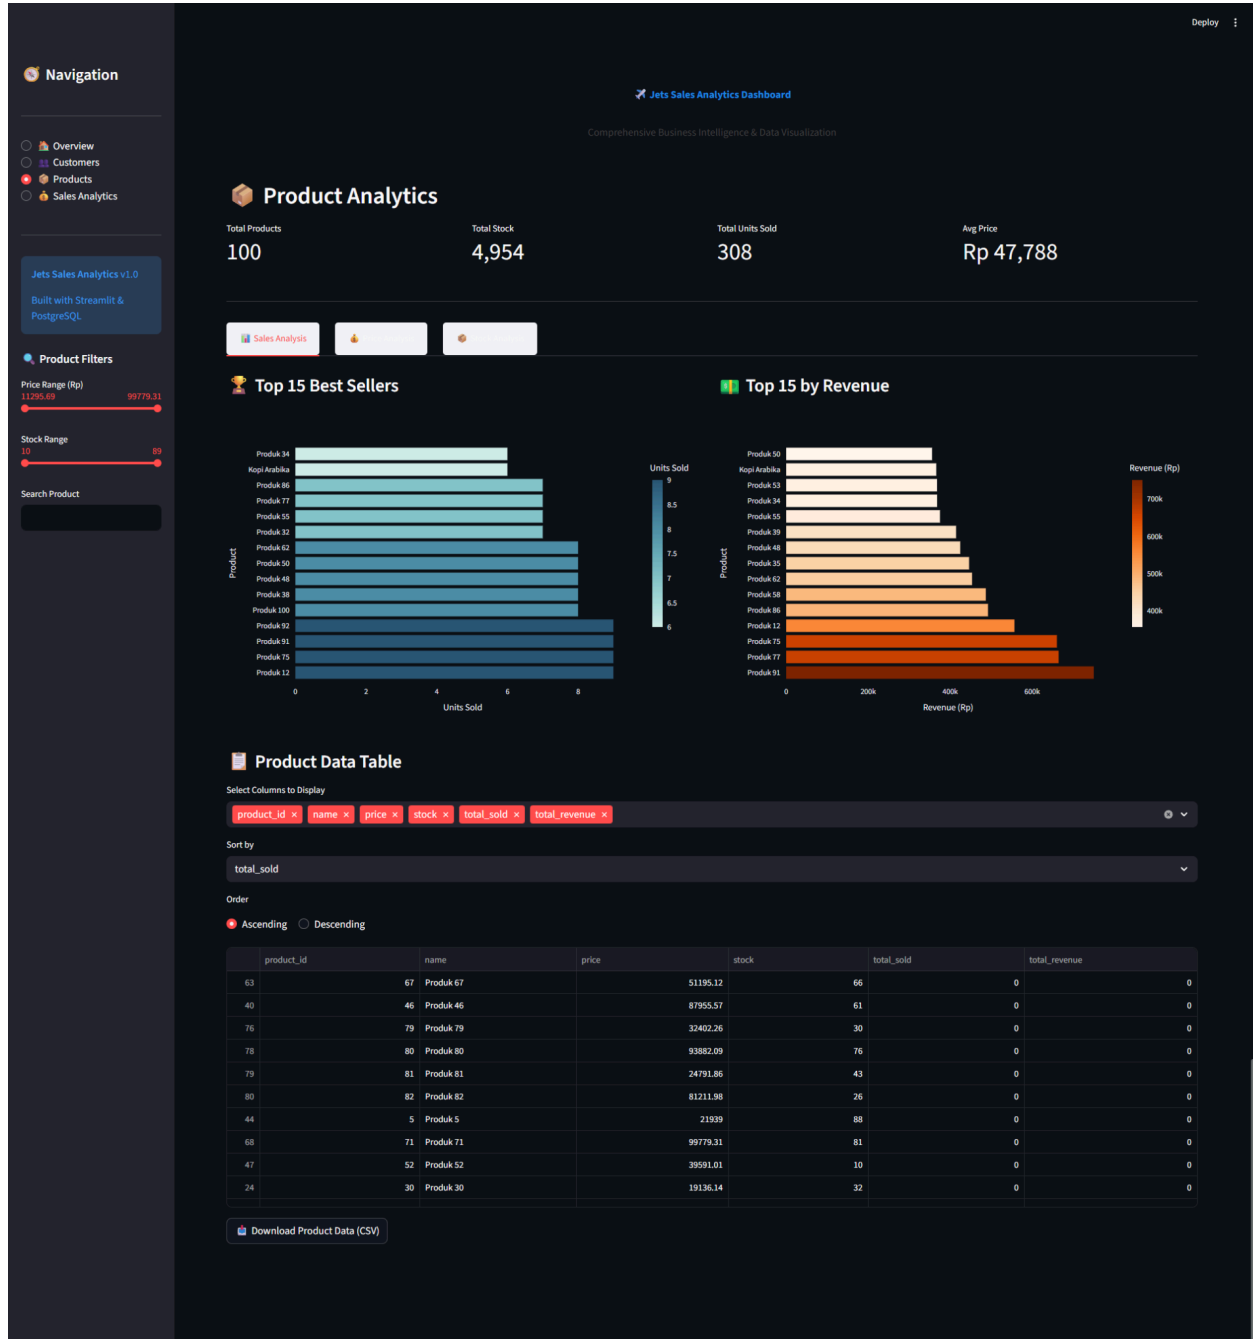 Deploy
Navigation
Overview
Customers
Products
Sales Analytics
Jets Sales Analytics v1.0
Built with Streamlit &
PostgreSQL
Product Filters
Price Range (Rp)
11295.69 99779.31
Stock Range
10 89
Search Product
Jets Sales Analytics Dashboard
Comprehensive Business Intelligence & Data Visualization
Product Analytics
Total Products Total Stock Total Units Sold Avg Price
100 4,954 308 Rp 47,788
Sales Analysis
Top 15 Best Sellers
Produk 34
Kopi Arabika
Produk 86
Produk 77
Produk 55
Produk 32
Produk 62
Produk 50
Produk 48
Produk 38
Produk 100
Produk 92
Produk 91
Produk 75
Produk 12
Product
0 2 4 6 8
Units Sold
Units Sold
9
8.5
8
7.5
7
6.5
6
Top 15 by Revenue
Produk 50
Kopi Arabika
Produk 53
Produk 34
Produk 55
Produk 39
Produk 48
Produk 35
Produk 62
Produk 58
Produk 86
Produk 12
Produk 75
Produk 77
Produk 91
Product
0 200k 400k 600k
Revenue (Rp)
Revenue (Rp)
700k
600k
500k
400k
Product Data Table
Select Columns to Display
product_id × name × price × stock × total_sold × total_revenue ×
Sort by
total_sold
Order
Ascending Descending
product_id name price stock total_sold total_revenue
63 67 Produk 67 51195.12 66 0 0
40 46 Produk 46 87955.57 61 0 0
76 79 Produk 79 32402.26 30 0 0
78 80 Produk 80 93882.09 76 0 0
79 81 Produk 81 24791.86 43 0 0
80 82 Produk 82 81211.98 26 0 0
44 5 Produk 5 21939 88 0 0
68 71 Produk 71 99779.31 81 0 0
47 52 Produk 52 39591.01 10 0 0
24 30 Produk 30 19136.14 32 0 0
Download Product Data (CSV)